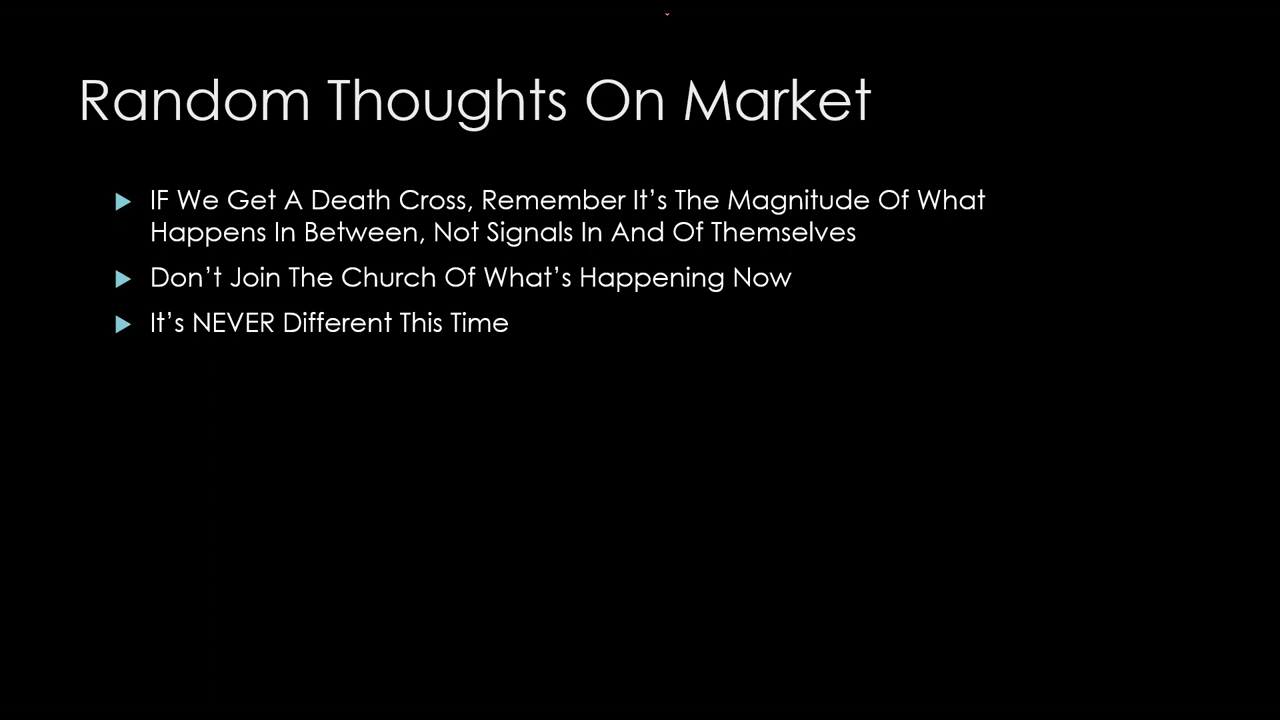 Random Thoughts On Market
IF We Get A Death Cross, Remember It’s The Magnitude Of What
Happens In Between, Not Signals In And Of Themselves
Don’t Join The Church Of What’s Happening Now
It’s NEVER Different This Time